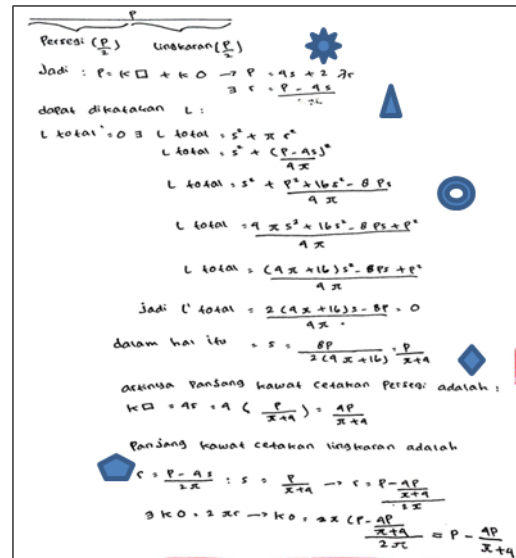 P
Persegi (P/2) Lingkaran (P/2)
Jadi : P = K□ + KO → P = 4s + 2πr
∃ r = (P - 4s)/2π
dapat dikatakan L :
L total' = 0 ∃ L total = s² + πr²
L total = s² + (P - 4s)²/4π
L total = s² + (P² + 16s² - 8Ps)/4π
L total = (4πs² + 16s² - 8Ps + P²)/4π
L total = ((4π + 16)s² - 8Ps + P²)/4π
Jadi L' total = (2(4π + 16)s - 8P)/4π = 0
dalam hal itu = s = 8P/2(4π + 16) = P/π+4
artinya Panjang kawat cetakan Persegi adalah :
K□ = 4s = 4 (P/π+4) = 4P/π+4
Panjang kawat cetakan lingkaran adalah
r = (P - 4s)/2π : s = P/π+4 → r = (P - 4P/π+4)/2π
∃ KO = 2πr → KO = 2π (P - 4P/π+4)/2π = P - 4P/π+4